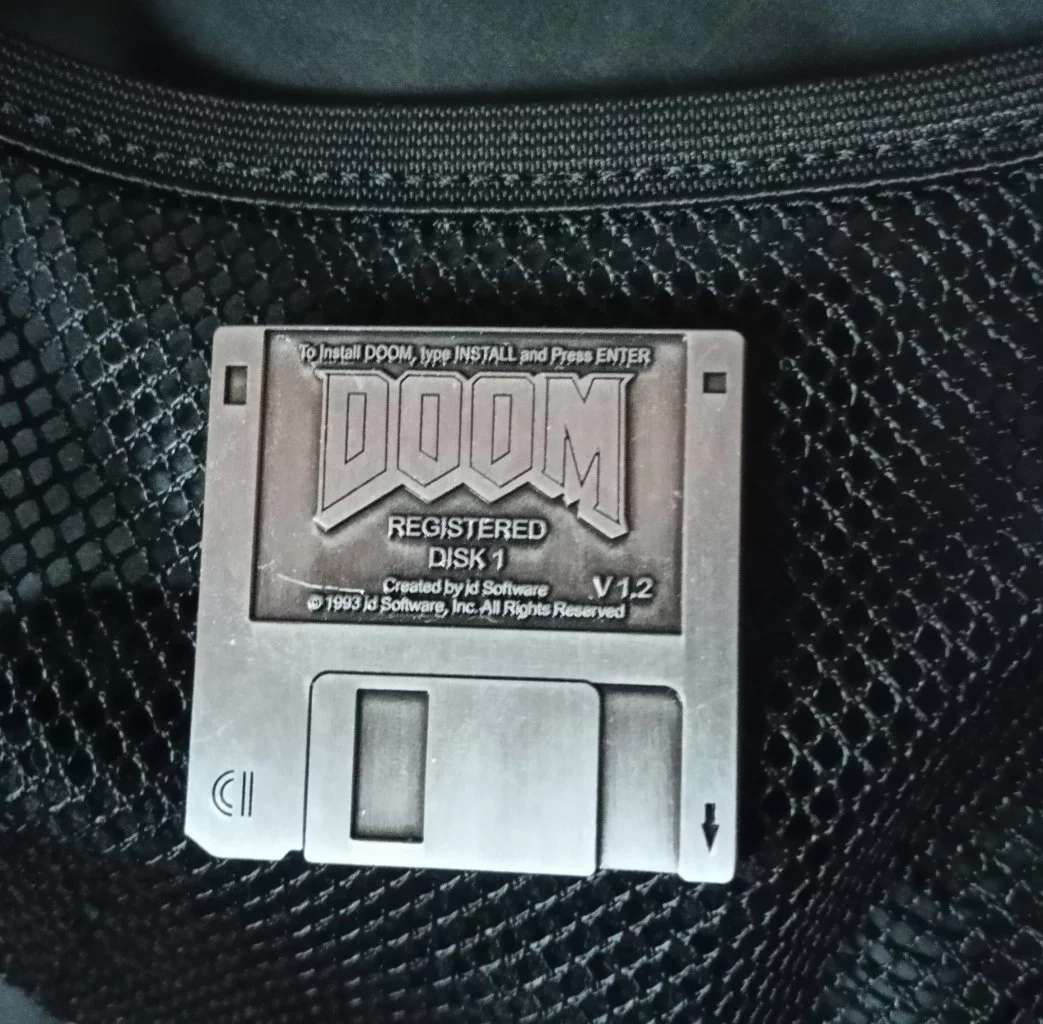 To Install DOOM, type INSTALL and Press ENTER
DOOM
REGISTERED
DISK 1
Created by id Software
V 1.2
© 1993 id Software, Inc. All Rights Reserved